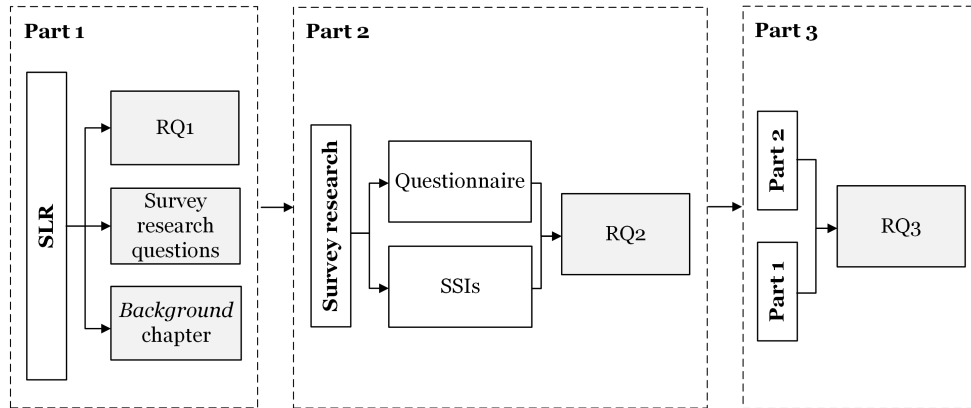 Part 1
SLR
RQ1
Survey
research
questions
Background
chapter
Part 2
Survey research
Questionnaire
SSIs
RQ2
Part 3
Part 2
Part 1
RQ3